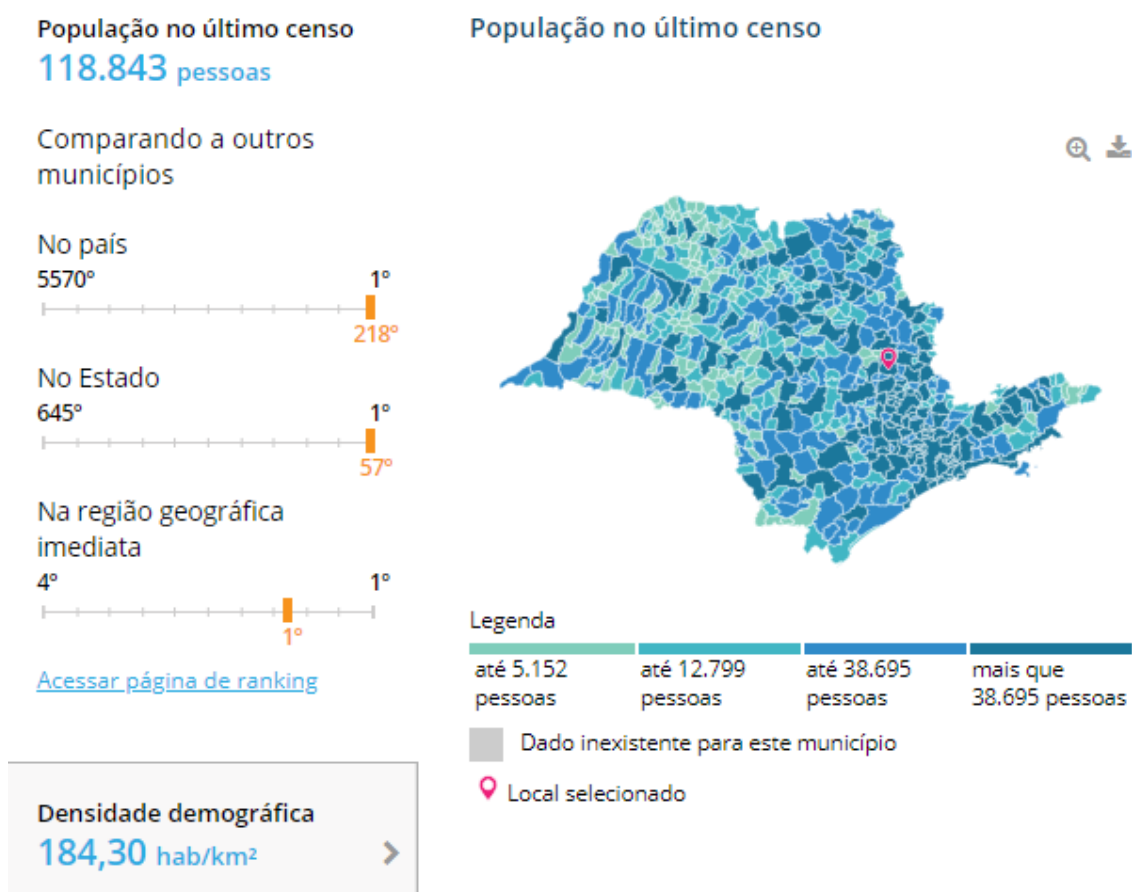 População no último censo
118.843 pessoas
Comparando a outros
municípios
No país
5570º 1º
218º
No Estado
645º 1º
57º
Na região geográfica
imediata
4º 1º
1º
Acessar página de ranking
Densidade demográfica
184,30 hab/km²
População no último censo
Legenda
até 5.152
pessoas
até 12.799
pessoas
até 38.695
pessoas
mais que
38.695 pessoas
Dado inexistente para este município
Local selecionado